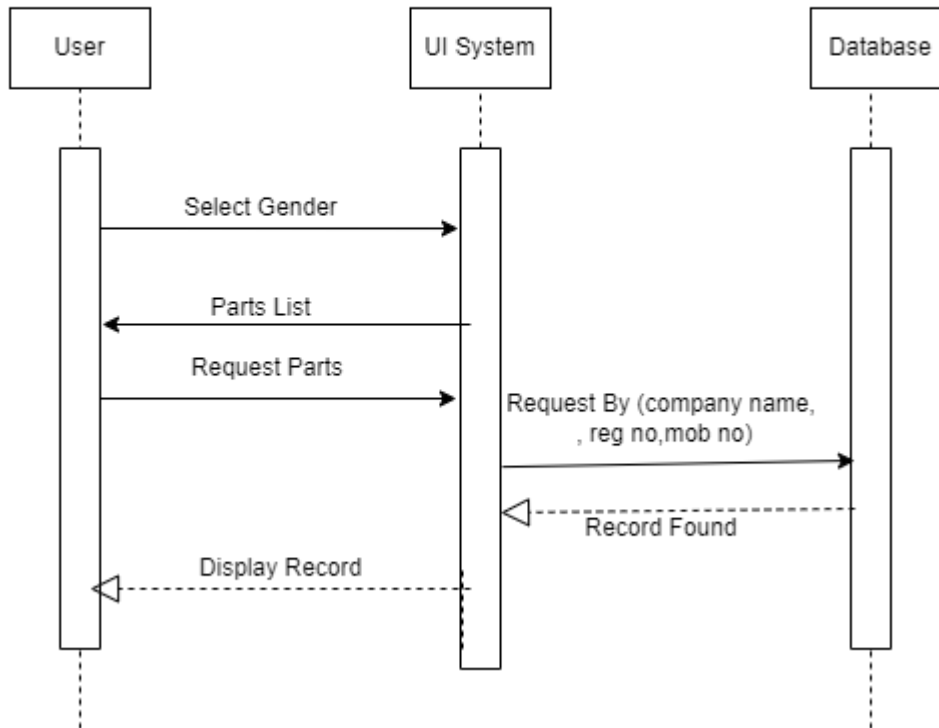 User
UI System
Database
Select Gender
Parts List
Request Parts
Request By (company name,
, reg no,mob no)
Record Found
Display Record